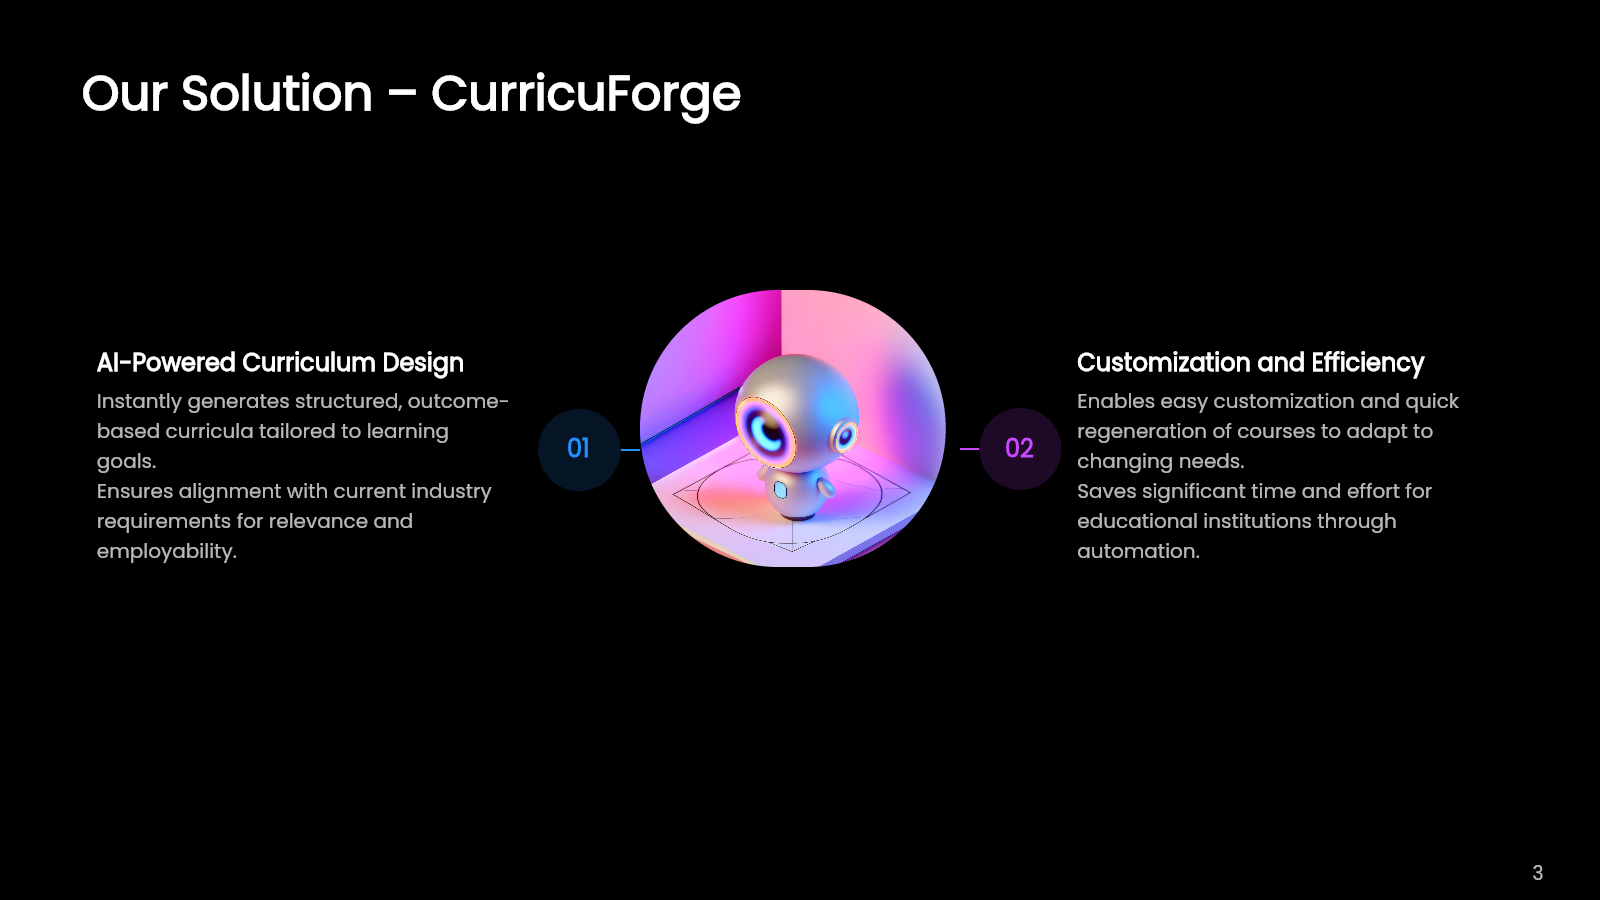 Our Solution – CurricuForge
AI-Powered Curriculum Design
Instantly generates structured, outcome-
based curricula tailored to learning
goals.
Ensures alignment with current industry
requirements for relevance and
employability.
01
02
Customization and Efficiency
Enables easy customization and quick
regeneration of courses to adapt to
changing needs.
Saves significant time and effort for
educational institutions through
automation.
3